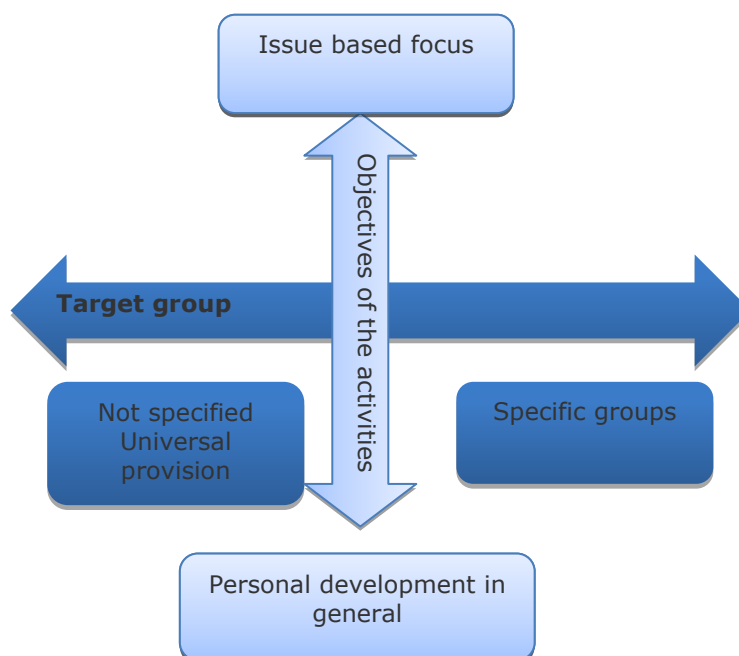 Issue based focus
Objectives of the activities
Target group
Not specified
Universal
provision
Specific groups
Personal development in
general